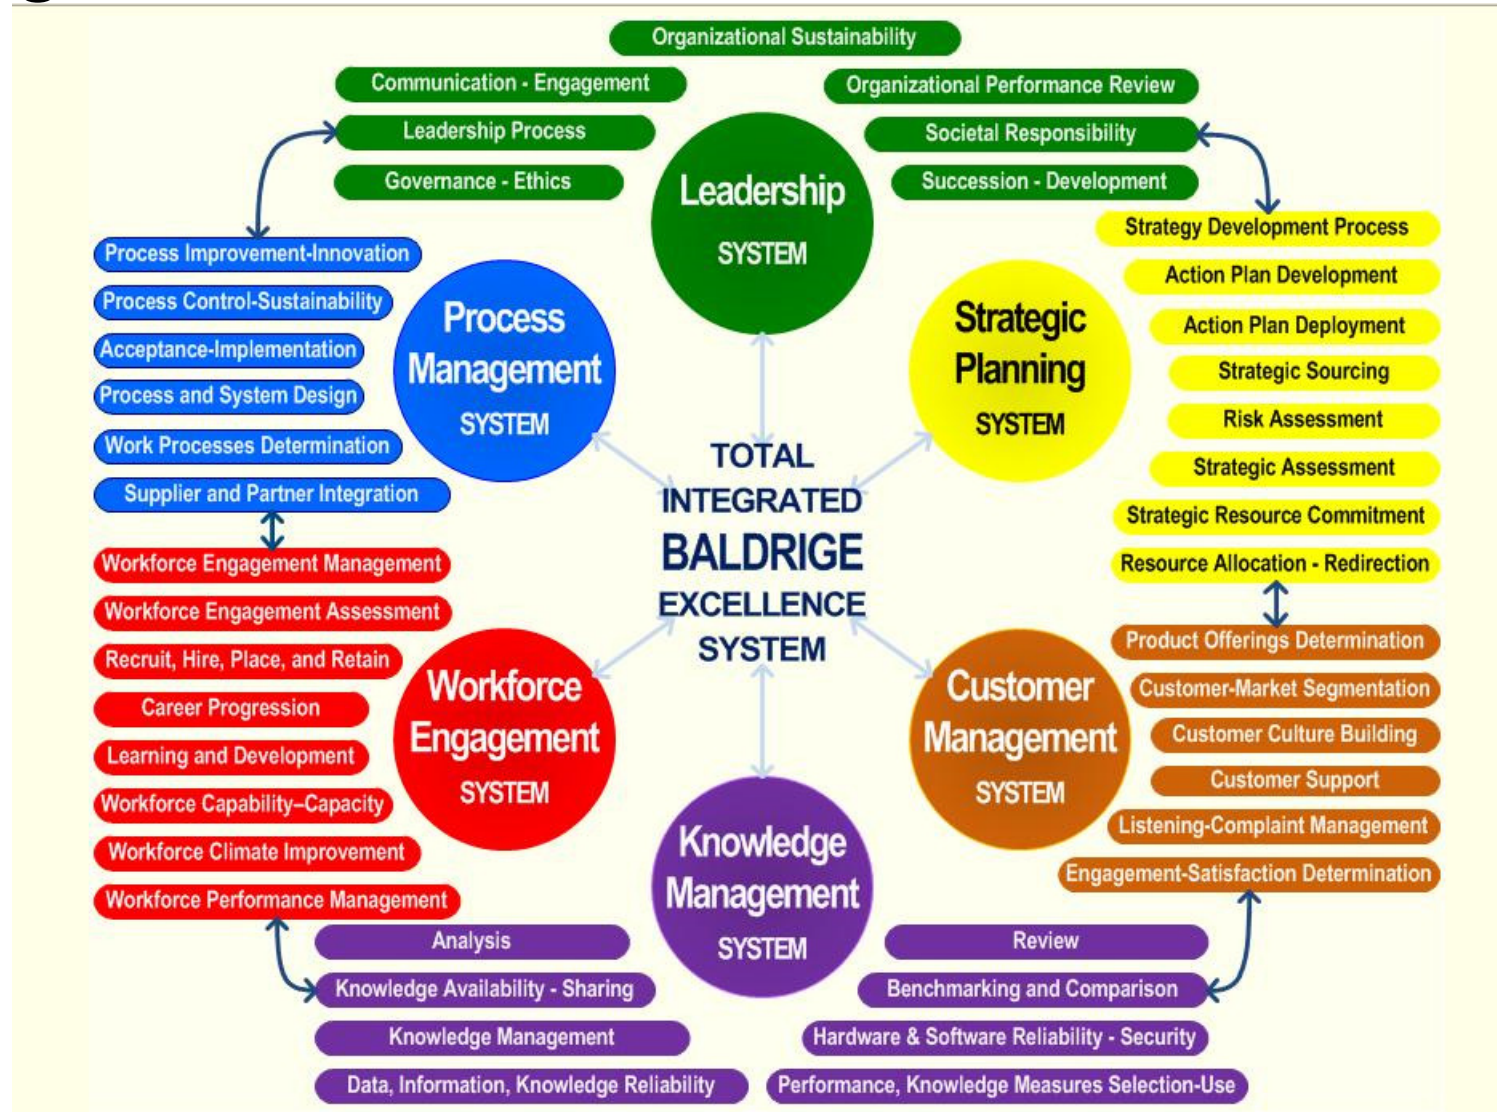 Organizational Sustainability
Communication - Engagement
Leadership Process
Governance - Ethics
Organizational Performance Review
Societal Responsibility
Succession - Development
Leadership
SYSTEM
Process Improvement-Innovation
Process Control-Sustainability
Acceptance-Implementation
Process and System Design
Work Processes Determination
Supplier and Partner Integration
Process
Management
SYSTEM
Strategic
Planning
SYSTEM
Strategy Development Process
Action Plan Development
Action Plan Deployment
Strategic Sourcing
Risk Assessment
Strategic Assessment
Strategic Resource Commitment
Resource Allocation - Redirection
TOTAL
INTEGRATED
BALDRIGE
EXCELLENCE
SYSTEM
Workforce Engagement Management
Workforce Engagement Assessment
Recruit, Hire, Place, and Retain
Career Progression
Learning and Development
Workforce Capability–Capacity
Workforce Climate Improvement
Workforce Performance Management
Workforce
Engagement
SYSTEM
Customer
Management
SYSTEM
Product Offerings Determination
Customer-Market Segmentation
Customer Culture Building
Customer Support
Listening-Complaint Management
Engagement-Satisfaction Determination
Knowledge
Management
SYSTEM
Analysis
Knowledge Availability - Sharing
Knowledge Management
Data, Information, Knowledge Reliability
Review
Benchmarking and Comparison
Hardware & Software Reliability - Security
Performance, Knowledge Measures Selection-Use